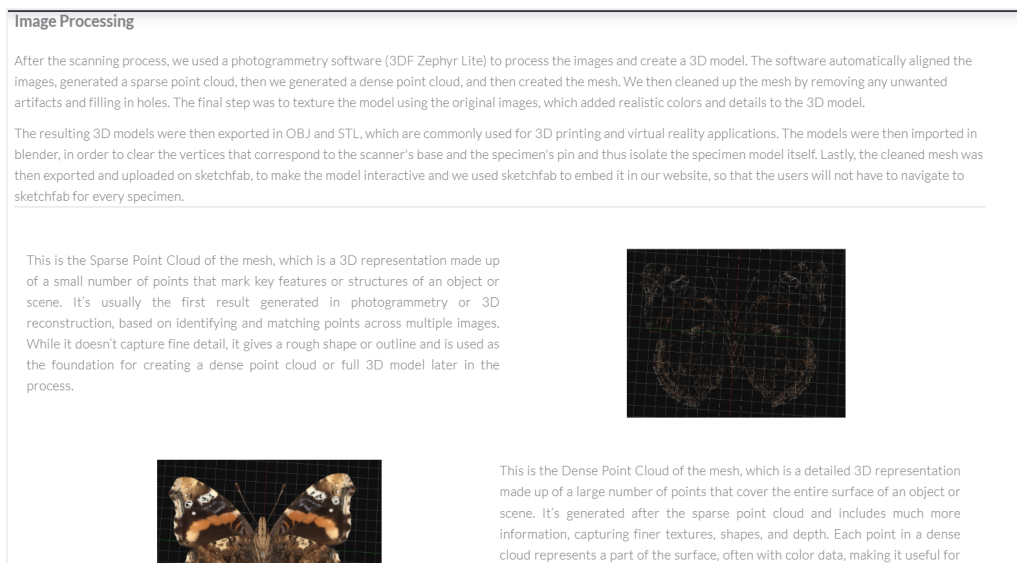 Image Processing
After the scanning process, we used a photogrammetry software (3DF Zephyr Lite) to process the images and create a 3D model. The software automatically aligned the
images, generated a sparse point cloud, then we generated a dense point cloud, and then created the mesh. We then cleaned up the mesh by removing any unwanted
artifacts and filling in holes. The final step was to texture the model using the original images, which added realistic colors and details to the 3D model.
The resulting 3D models were then exported in OBJ and STL, which are commonly used for 3D printing and virtual reality applications. The models were then imported in
blender, in order to clear the vertices that correspond to the scanner's base and the specimen's pin and thus isolate the specimen model itself. Lastly, the cleaned mesh was
then exported and uploaded on sketchfab, to make the model interactive and we used sketchfab to embed it in our website, so that the users will not have to navigate to
sketchfab for every specimen.
This is the Sparse Point Cloud of the mesh, which is a 3D representation made up
of a small number of points that mark key features or structures of an object or
scene. It's usually the first result generated in photogrammetry or 3D
reconstruction, based on identifying and matching points across multiple images.
While it doesn't capture fine detail, it gives a rough shape or outline and is used as
the foundation for creating a dense point cloud or full 3D model later in the
process.
This is the Dense Point Cloud of the mesh, which is a detailed 3D representation
made up of a large number of points that cover the entire surface of an object or
scene. It's generated after the sparse point cloud and includes much more
information, capturing finer textures, shapes, and depth. Each point in a dense
cloud represents a part of the surface, often with color data, making it useful for